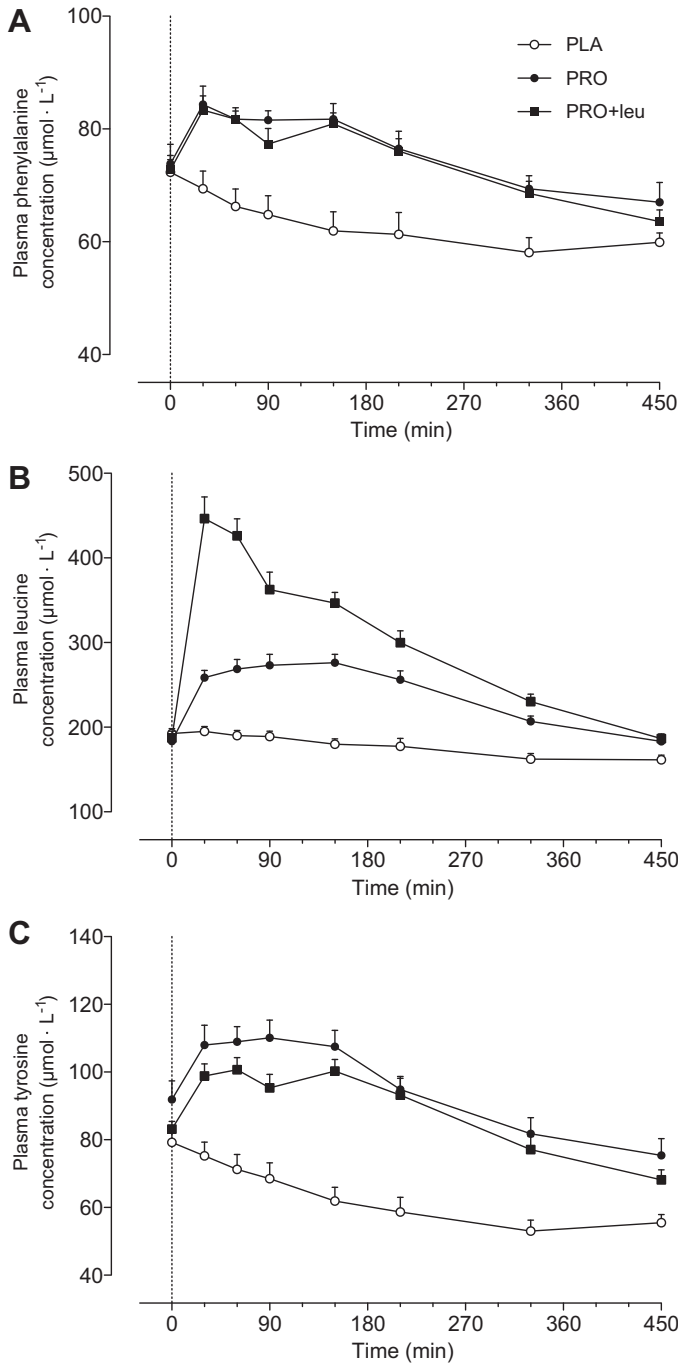 A
Plasma phenylalanine
concentration (µmol · L⁻¹)
100
80
60
40
PLA
PRO
PRO+leu
0 90 180 270 360 450
Time (min)
B
Plasma leucine
concentration (µmol · L⁻¹)
500
400
300
200
100
0 90 180 270 360 450
Time (min)
C
Plasma tyrosine
concentration (µmol · L⁻¹)
140
120
100
80
60
40
0 90 180 270 360 450
Time (min)